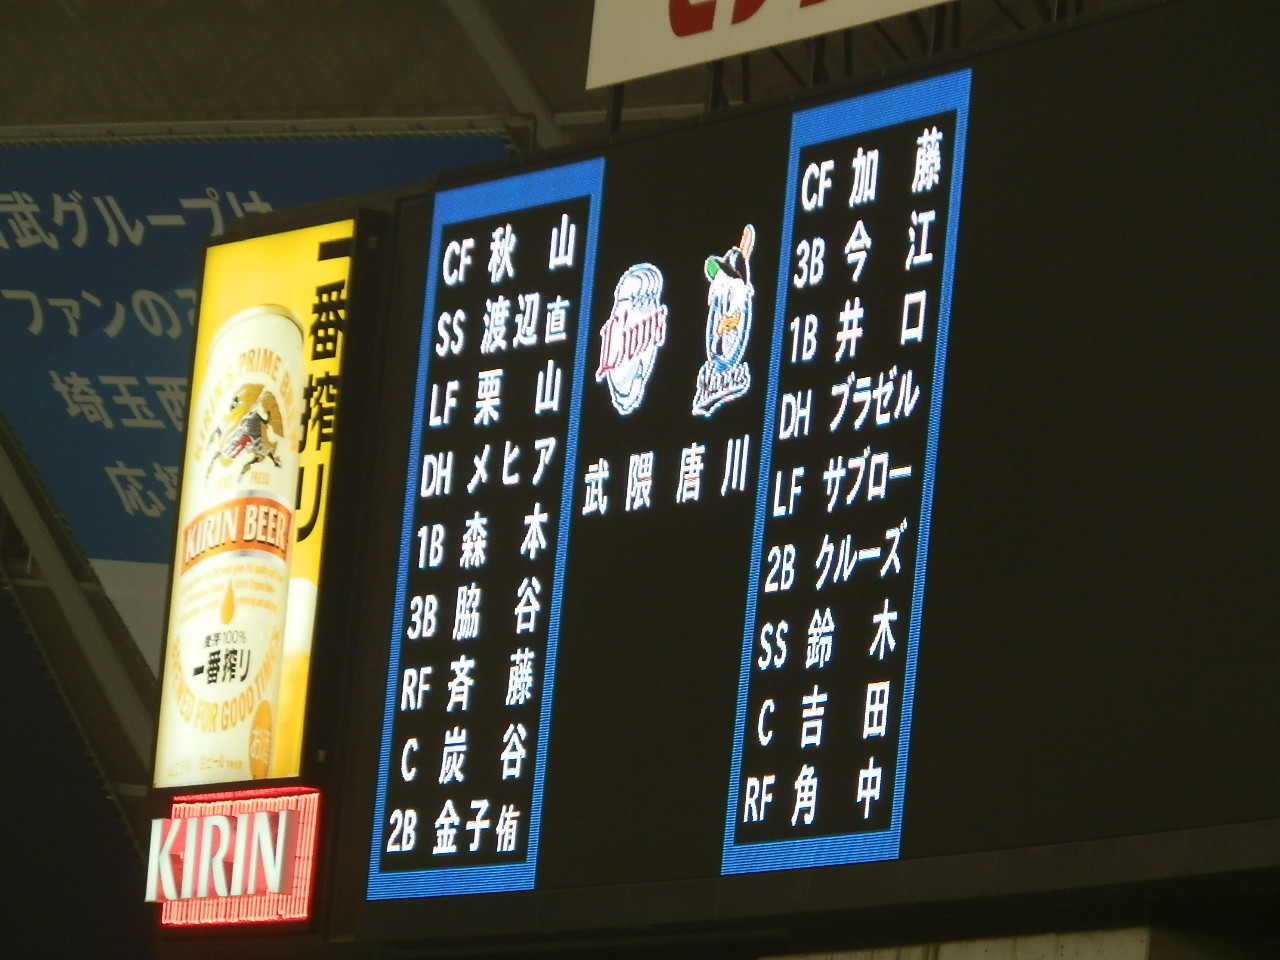 武グループは
ファンの
埼玉西
応
一番搾り
KIRIN'S PRIME BREW
KIRIN BEER
麦芽100%
一番搾り
BREWED FOR GOOD TIMES
お酒
KIRIN
CF 秋山
SS 渡辺直
LF 栗山
DH メヒア
1B 森本
3B 脇谷
RF 斉藤
C 炭谷
2B 金子侑
Lions
Marines
武隈 唐川
CF 加藤
3B 今江
1B 井口
DH ブラゼル
LF サブロー
2B クルーズ
SS 鈴木
C 吉田
RF 角中